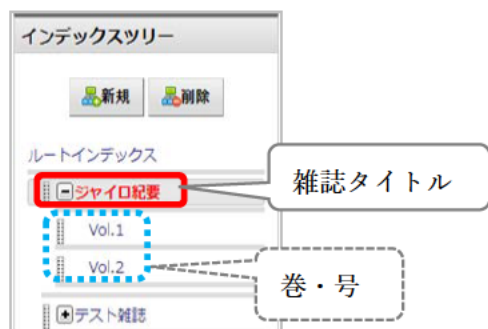 インデックスツリー
新規 削除
ルートインデックス
ジャイロ紀要
雑誌タイトル
Vol.1
Vol.2
巻・号
テスト雑誌